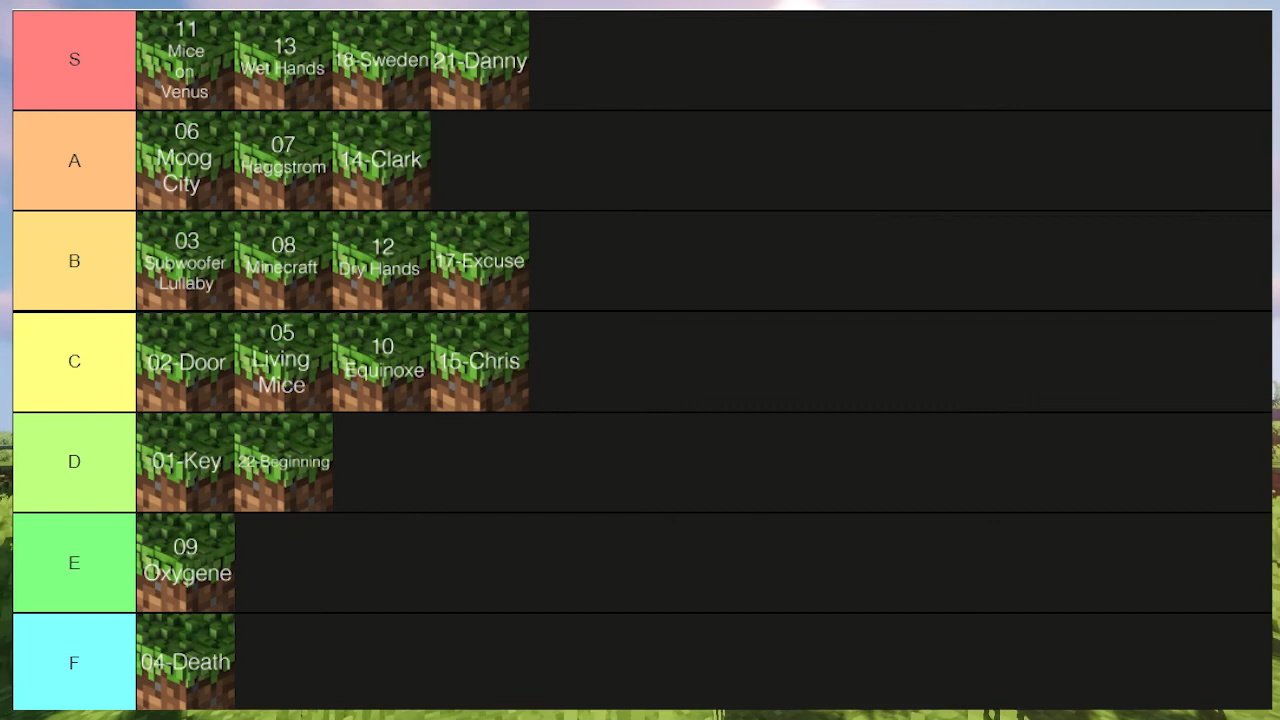 S
11
Mice
on
Venus
13
Wet Hands
18-Sweden
21-Danny
A
06
Moog
City
07
Haggstrom
14-Clark
B
03
Subwoofer
Lullaby
08
Minecraft
12
Dry Hands
17-Excuse
C
02-Door
05
Living
Mice
10
Equinoxe
15-Chris
D
01-Key
22-Beginning
E
09
Oxygene
F
04-Death